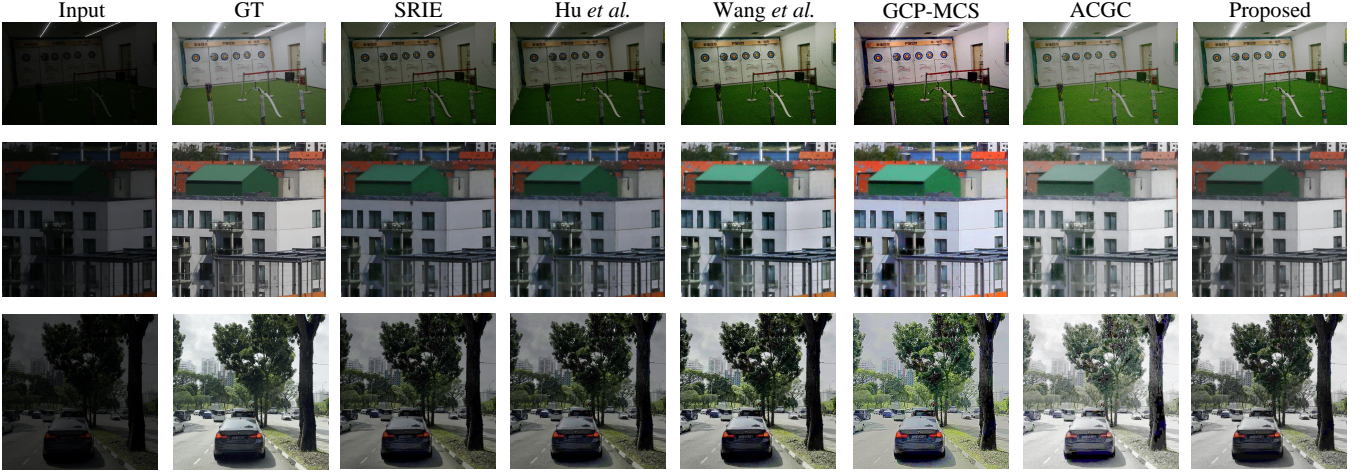 Input GT SRIE Hu et al. Wang et al. GCP-MCS ACGC Proposed